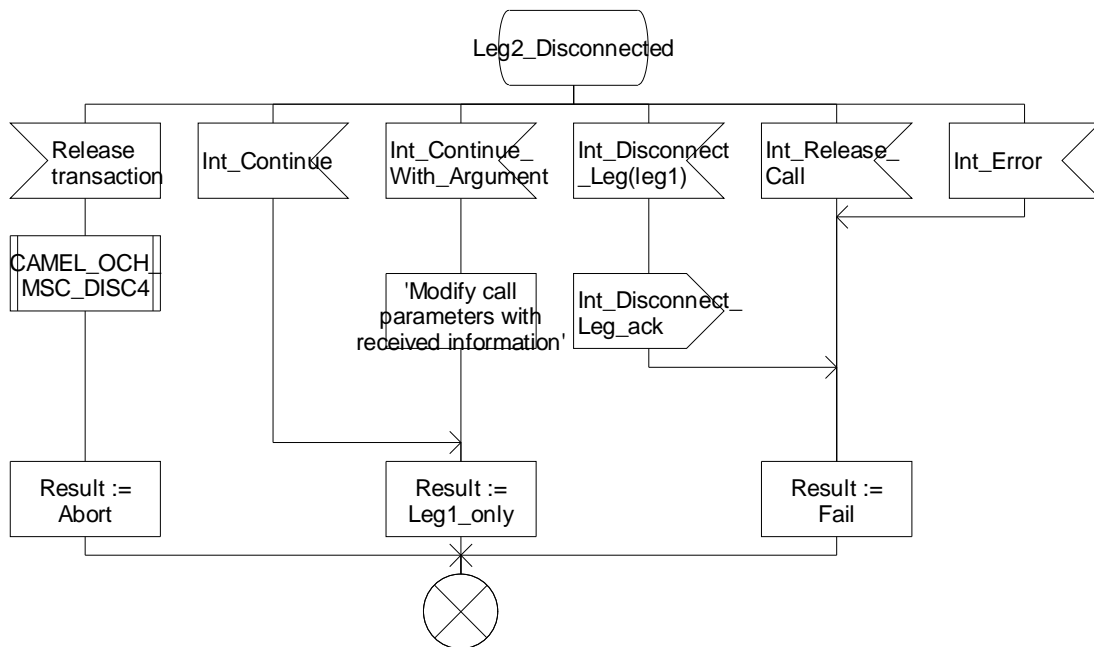 Leg2_Disconnected
Release
transaction
Int_Continue
Int_Continue_
With_Argument
Int_Disconnect
_Leg(leg1)
Int_Release_
Call
Int_Error
CAMEL_OCH_
MSC_DISC4
'Modify call
parameters with
received information'
Int_Disconnect_
Leg_ack
Result :=
Abort
Result :=
Leg1_only
Result :=
Fail